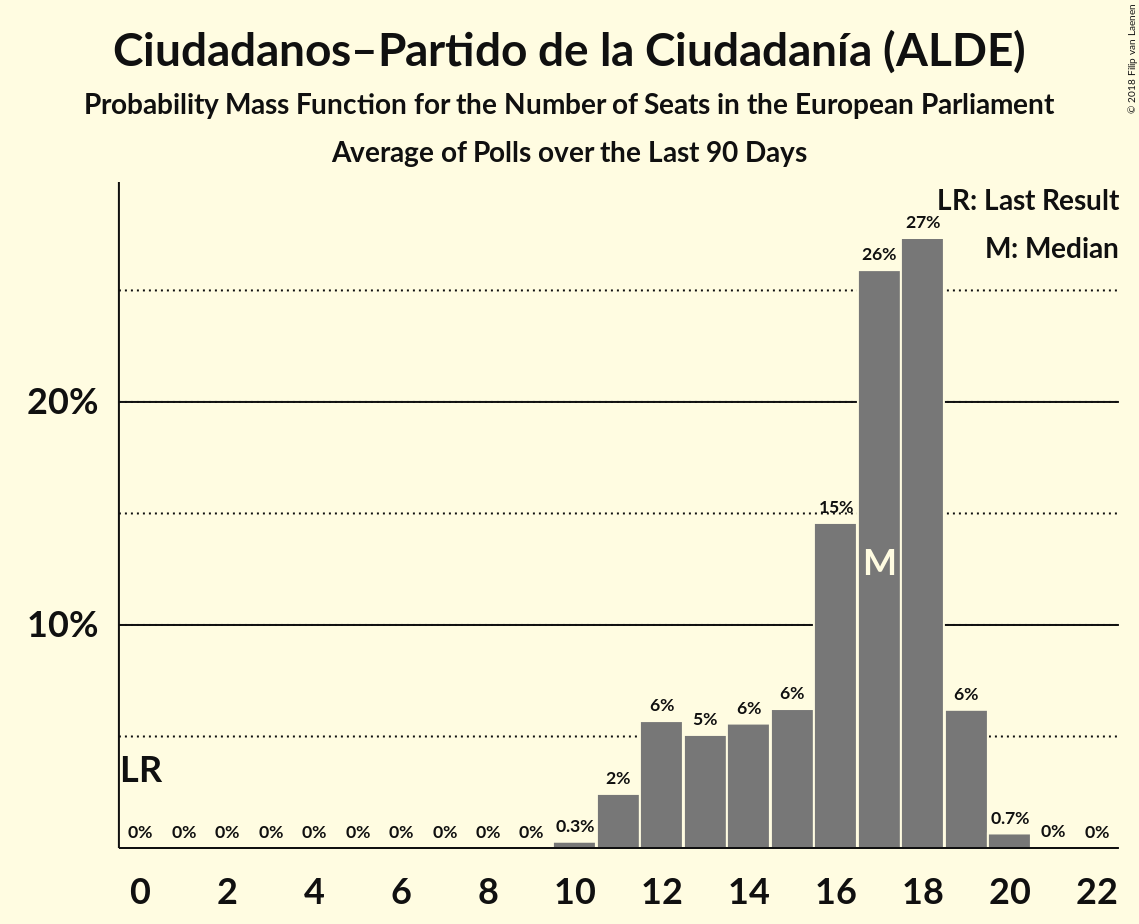 Ciudadanos–Partido de la Ciudadanía (ALDE)
Probability Mass Function for the Number of Seats in the European Parliament
Average of Polls over the Last 90 Days
© 2018 Filip van Laenen
LR: Last Result
M: Median
27%
26%
20%
15%
M
10%
6%
5%
6%
6%
6%
LR
2%
0%
0%
0%
0%
0%
0%
0%
0%
0%
0%
0.3%
0.7%
0%
0%
0 2 4 6 8 10 12 14 16 18 20 22